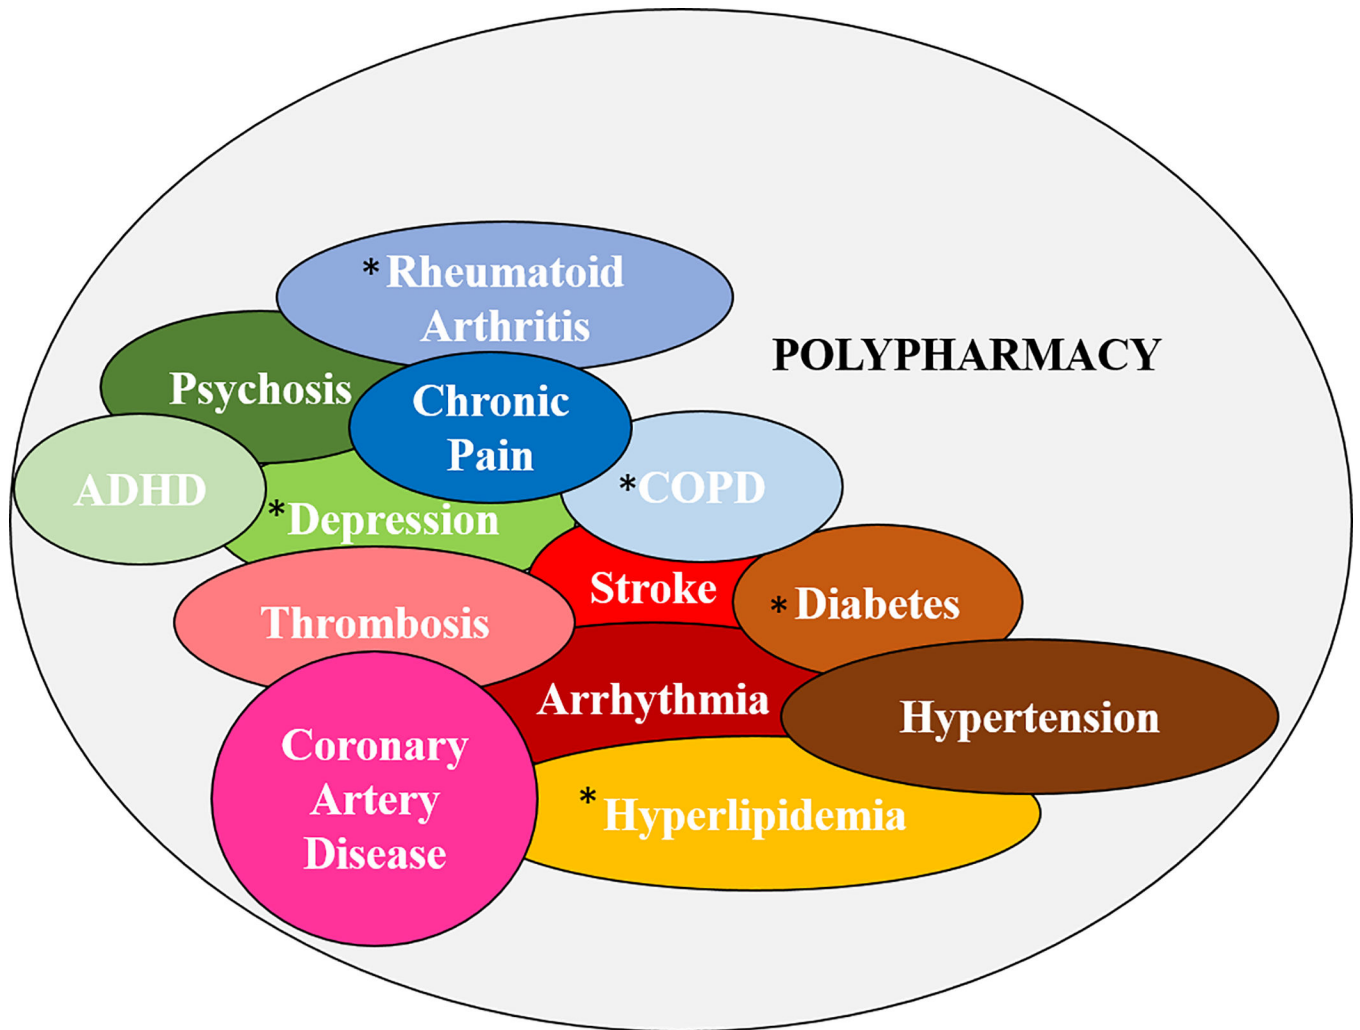 *Rheumatoid
Arthritis
POLYPHARMACY
Psychosis
Chronic
Pain
ADHD
*COPD
*Depression
Stroke
*Diabetes
Thrombosis
Arrhythmia
Hypertension
Coronary
Artery
Disease
*Hyperlipidemia